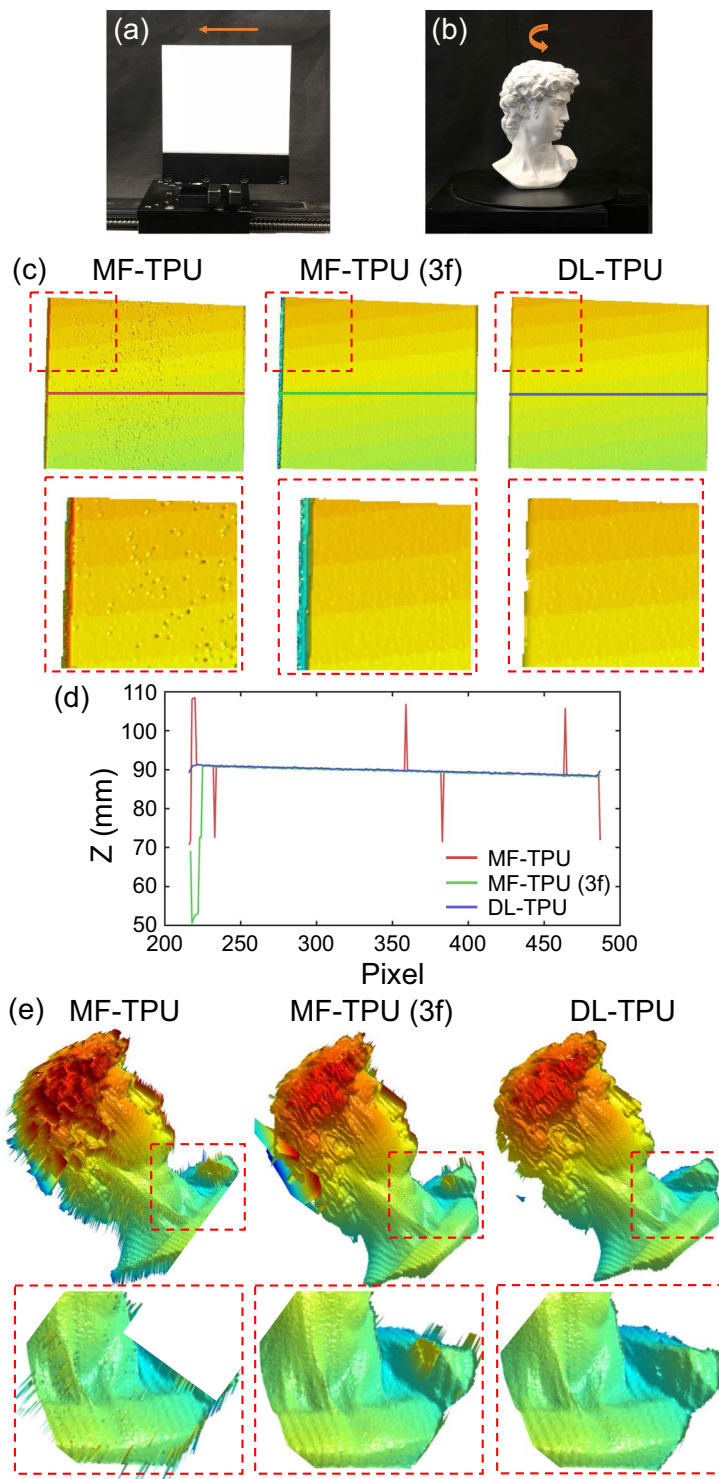 (a)
(b)
(c)
MF-TPU MF-TPU (3f) DL-TPU
(d)
110
100
90
80
70
60
50
Z (mm)
MF-TPU
MF-TPU (3f)
DL-TPU
200 250 300 350 400 450 500
Pixel
(e)
MF-TPU MF-TPU (3f) DL-TPU